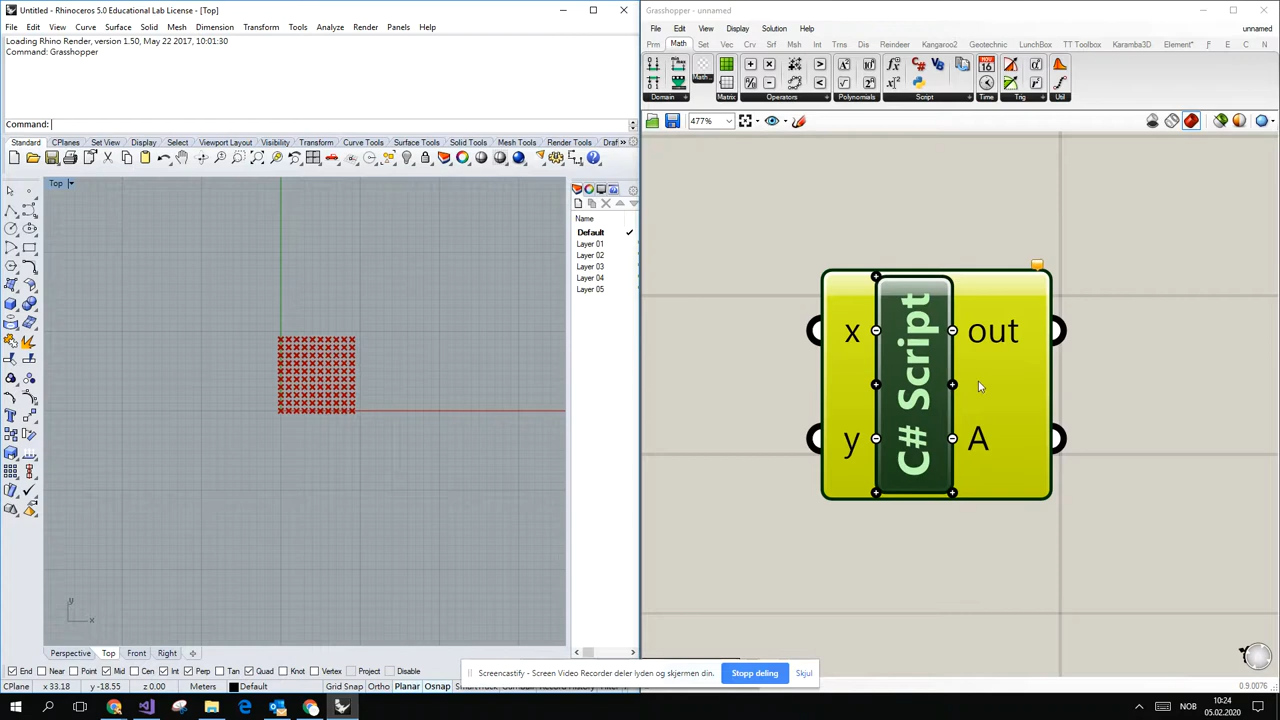 Untitled - Rhinoceros 5.0 Educational Lab License - [Top]
File Edit View Curve Surface Solid Mesh Dimension Transform Tools Analyze Render Panels Help
Loading Rhino Render, version 1.50, May 22 2017, 10:01:30
Command: Grasshopper
Command:
Standard CPlanes Set View Display Select Viewport Layout Visibility Transform Curve Tools Surface Tools Solid Tools Mesh Tools Render Tools Draf »
Top
Name
Default
Layer 01
Layer 02
Layer 03
Layer 04
Layer 05
y
x
Perspective Top Front Right
End Near Point Mid Cen Int Perp Tan Quad Knot Vertex Project Disable
CPlane x 33.18 y -18.55 z 0.00 Meters Default Grid Snap Ortho Planar Osnap
Grasshopper - unnamed
File Edit View Display Solution Help unnamed
Prm Math Set Vec Crv Srf Msh Int Trns Dis Reindeer Kangaroo2 Geotechnic LunchBox TT Toolbox Karamba3D Element* F E C N
Domain Math... Matrix Operators Polynomials Script Time Trig Util
NOV
16
477%
x
y
C# Script
out
A
Screencastify - Screen Video Recorder deler lyden og skjermen din.
Stopp deling
Skjul
0.9.0076
NOB
10:24
05.02.2020